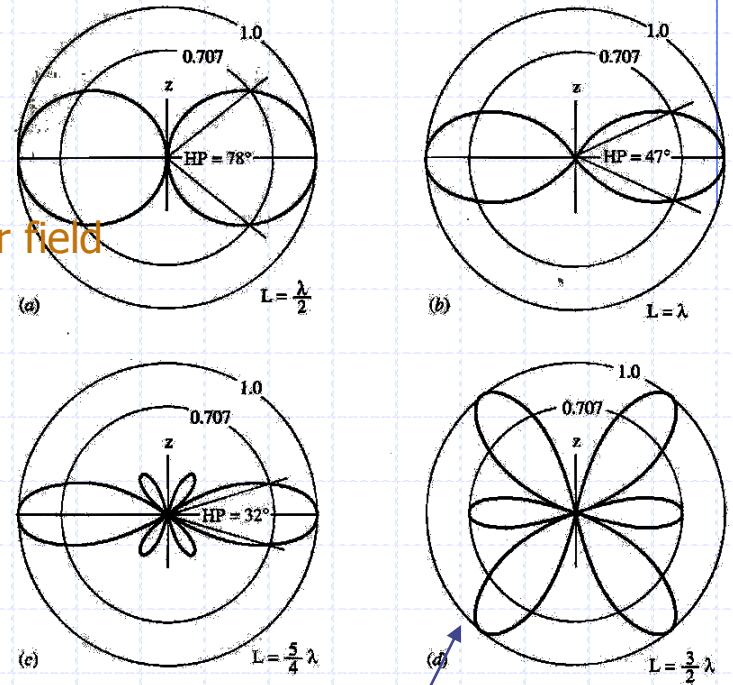 1.0
0.707
z
HP = 78°
r field
(a)
L = λ/2
1.0
0.707
z
HP = 47°
(b)
L = λ
1.0
0.707
z
HP = 32°
(c)
L = 5/4 λ
1.0
0.707
z
(d)
L = 3/2 λ